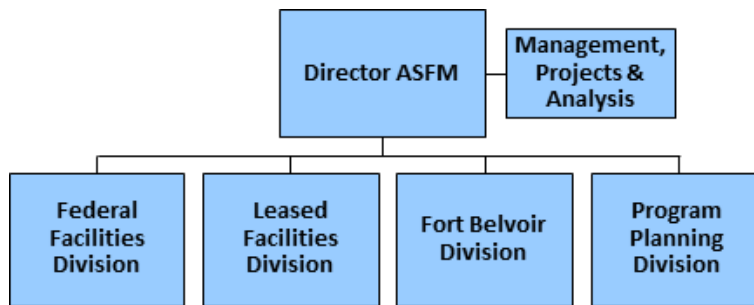 Director ASFM
Management,
Projects &
Analysis
Federal
Facilities
Division
Leased
Facilities
Division
Fort Belvoir
Division
Program
Planning
Division